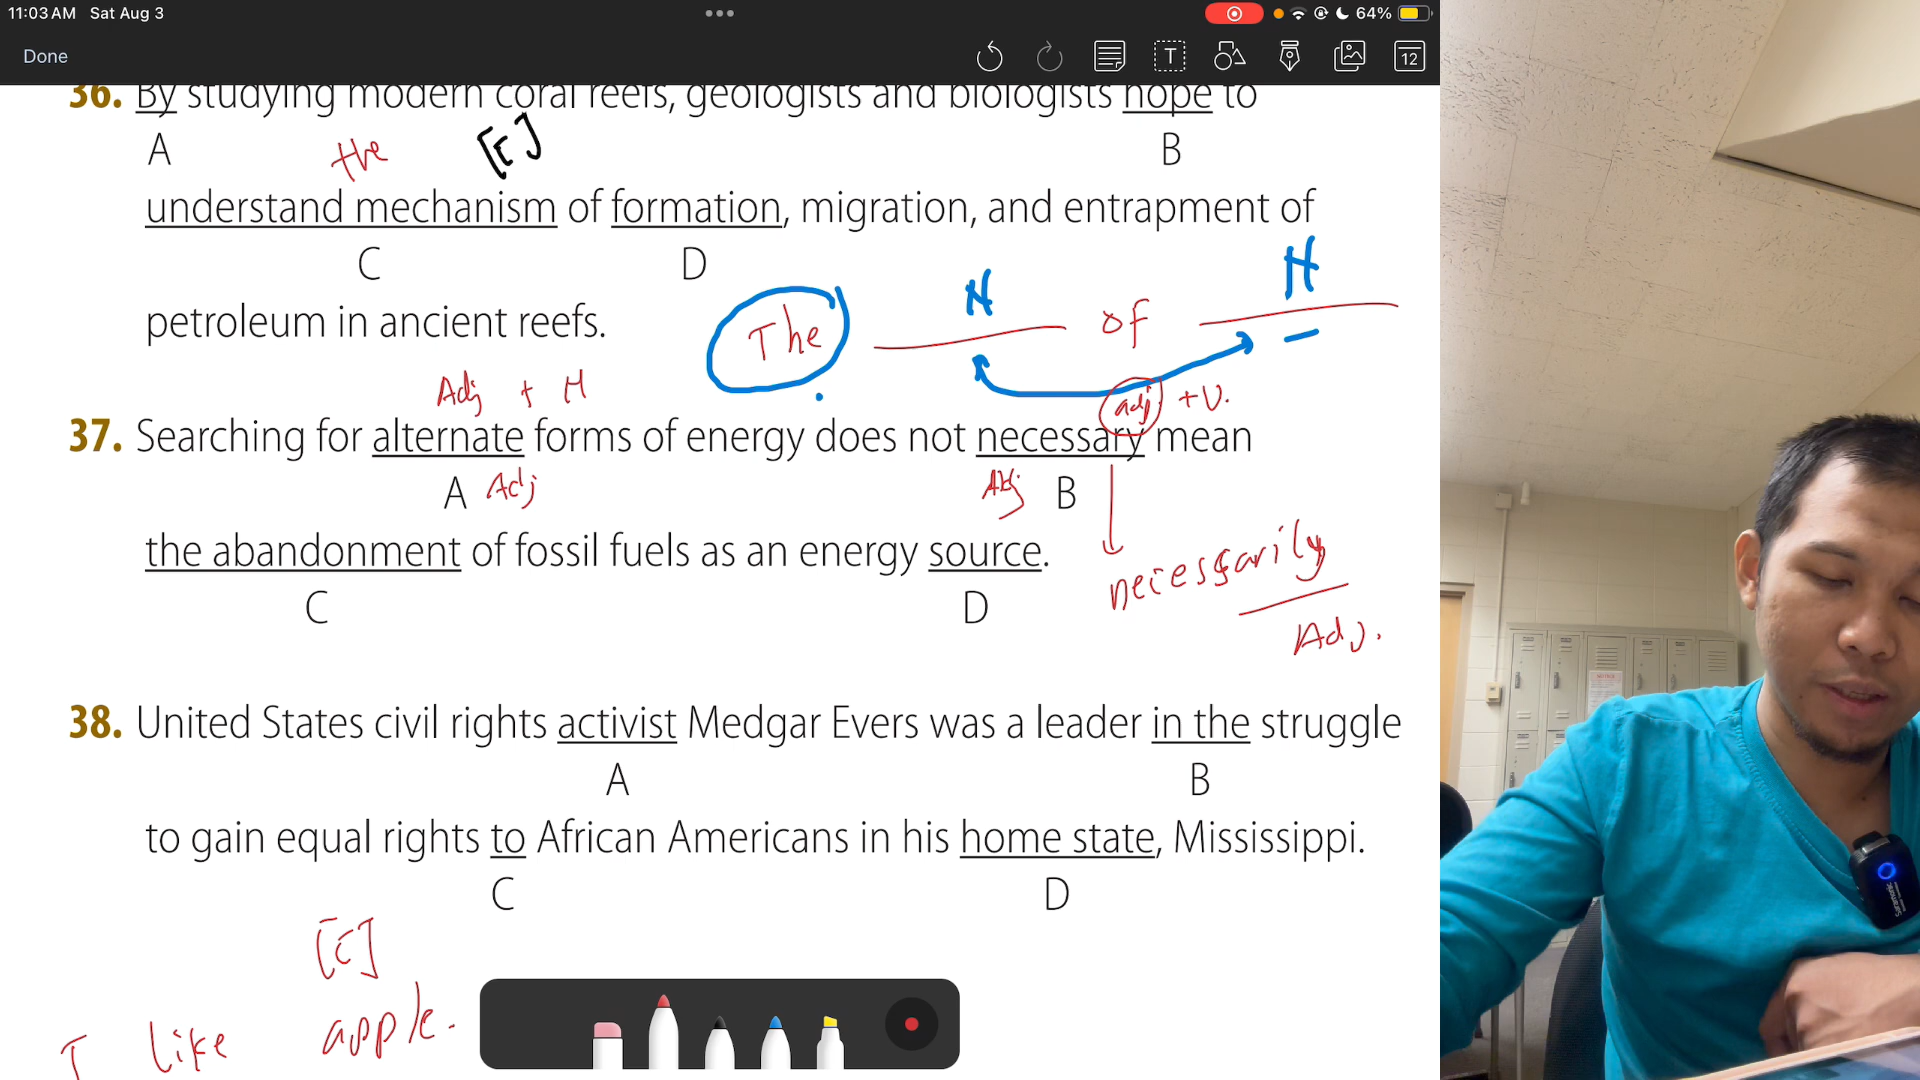 11:03 AM Sat Aug 3
64%
Done
T
12
36. By studying modern coral reefs, geologists and biologists hope to
A
the
[E]
B
understand mechanism of formation, migration, and entrapment of
C
D
N
N
petroleum in ancient reefs.
The
of
Adj + N
adj + V.
37. Searching for alternate forms of energy does not necessary mean
A
Adj
Adj
B
the abandonment of fossil fuels as an energy source.
necessarily
C
D
Adj.
38. United States civil rights activist Medgar Evers was a leader in the struggle
A
B
to gain equal rights to African Americans in his home state, Mississippi.
C
D
[E]
I like apple.